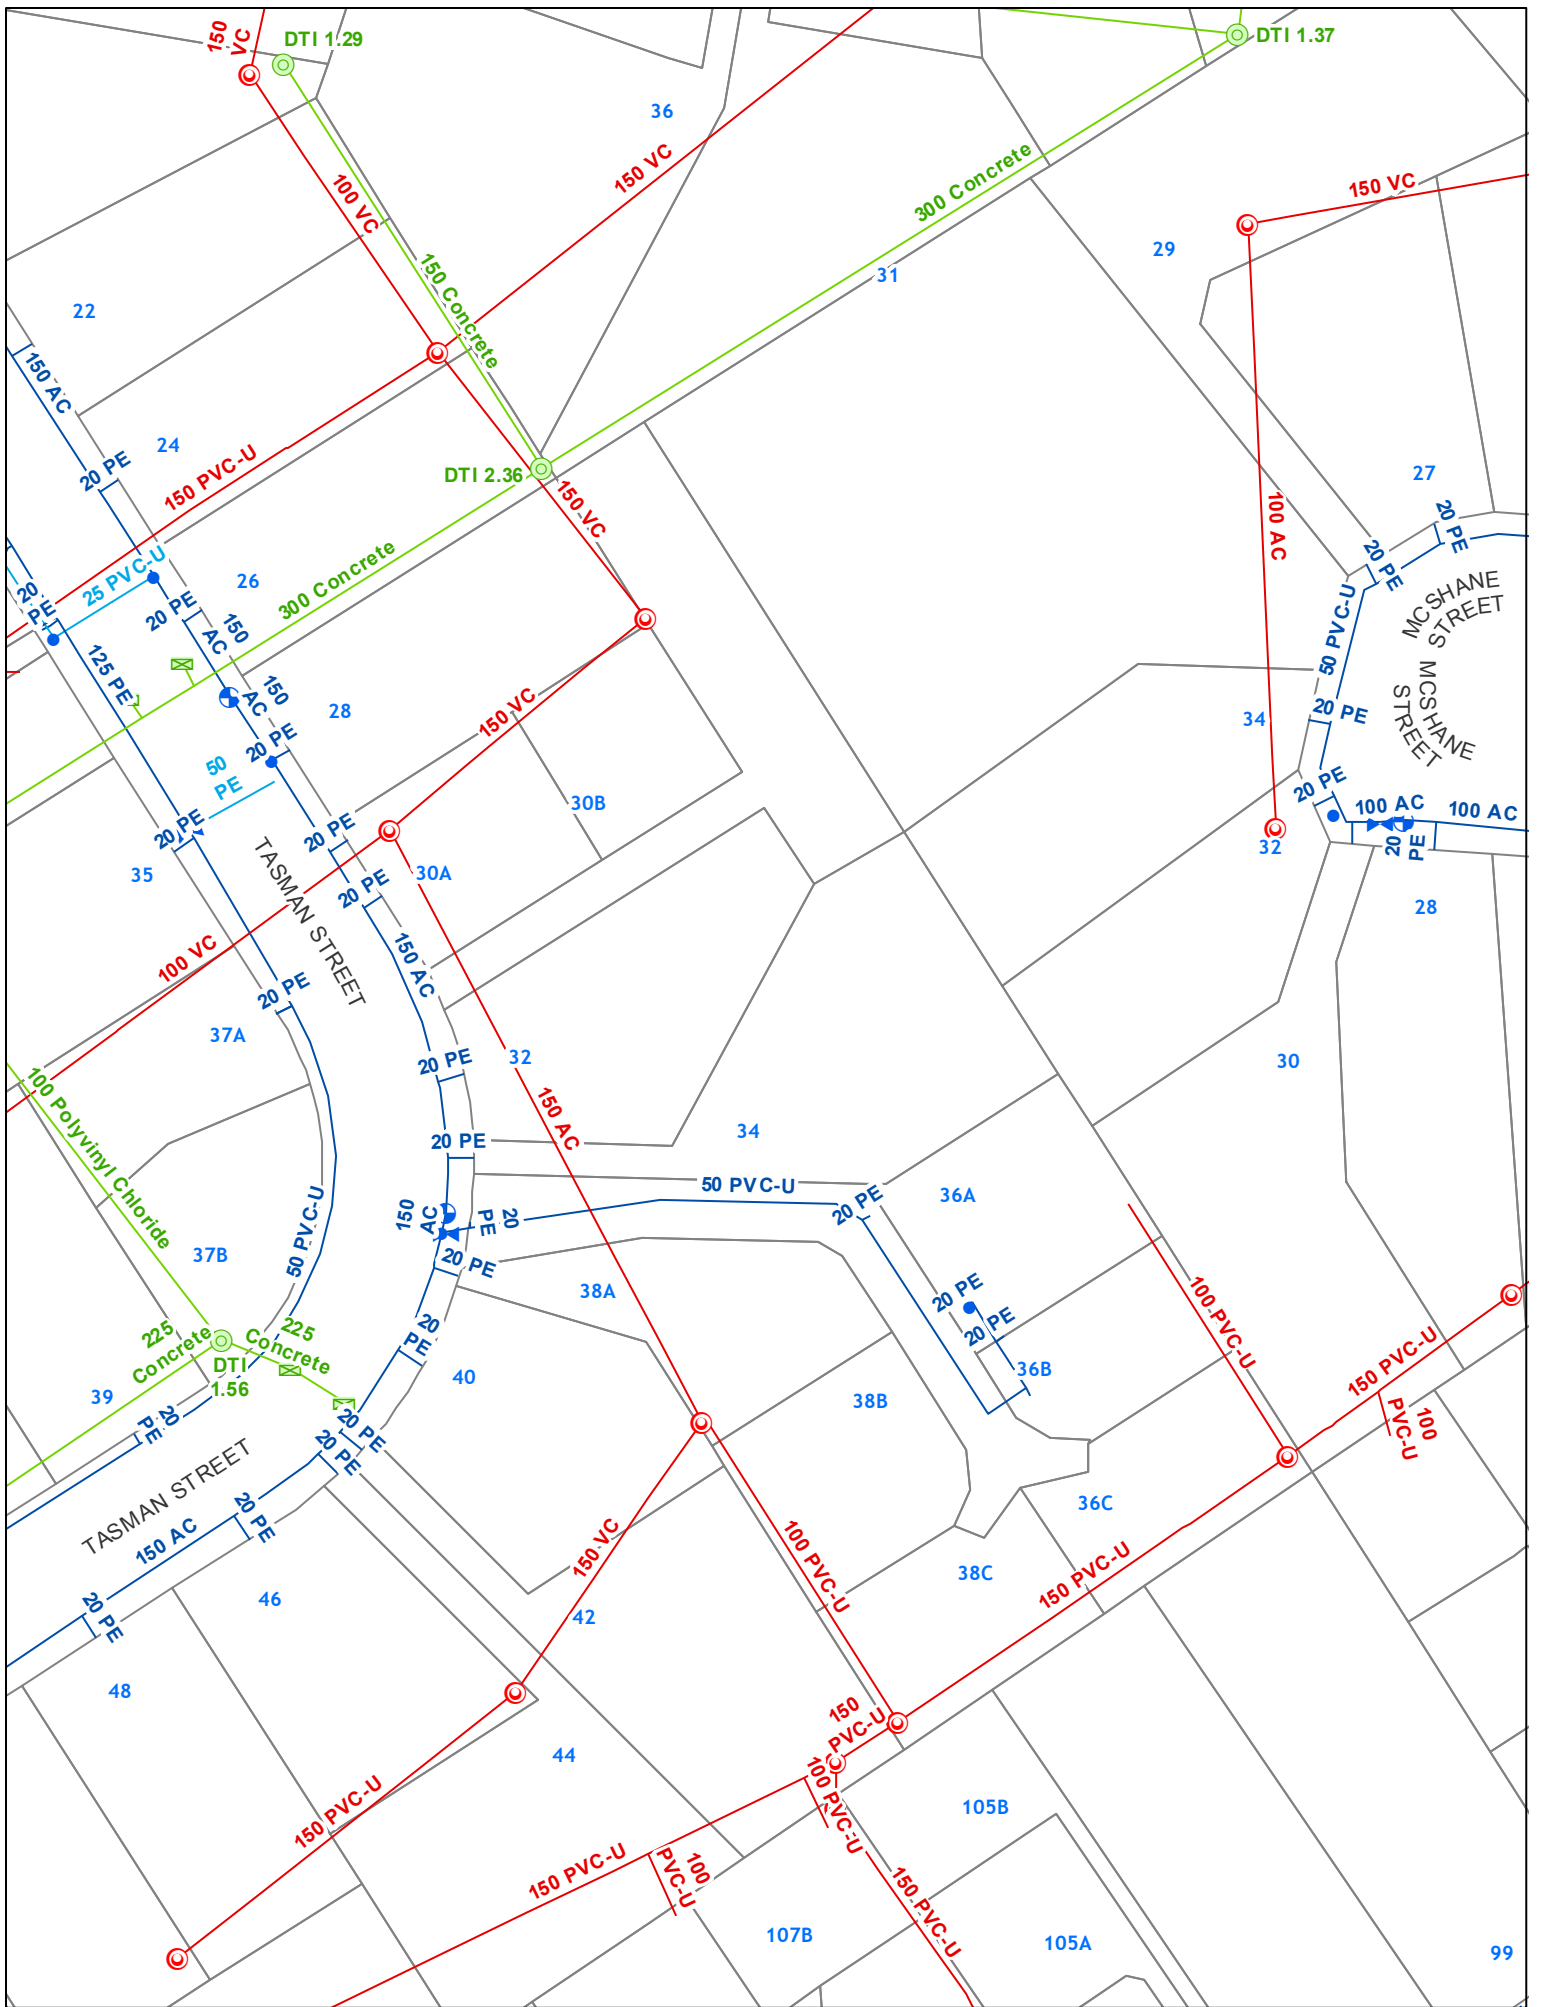 150
VC
DTI 1.29
DTI 1.37
36
150 VC
100 VC
300 Concrete
150 VC
29
31
150 Concrete
22
150 AC
24
20 PE
150 PVC-U
DTI 2.36
150 VC
27
20 PE
100 AC
20 PE
25 PVC-U
26
300 Concrete
20
PE
20 PE
150
AC
MCSHANE
STREET
50 PVC-U
125 PE
150
AC
28
150 VC
20 PE
34
20 PE
MCSHANE
STREET
50
PE
20 PE
30B
20 PE
100 AC
100 AC
20 PE
20
PE
32
35
TASMAN STREET
30A
20 PE
28
100 VC
150 AC
20 PE
37A
32
20 PE
30
100 Polyvinyl Chloride
150 AC
34
20 PE
50 PVC-U
36A
20 PE
150
AC
20
PE
50 PVC-U
37B
20 PE
38A
20 PE
100 PVC-U
20
PE
20 PE
225
Concrete
225
Concrete
DTI
1.56
40
36B
150 PVC-U
39
38B
100
PVC-U
20
PE
20 PE
20 PE
TASMAN STREET
20 PE
36C
150 AC
150 VC
100 PVC-U
150 PVC-U
38C
46
20 PE
42
48
150
PVC-U
44
100 PVC-U
150 PVC-U
105B
150 PVC-U
100
PVC-U
150 PVC-U
107B
105A
99